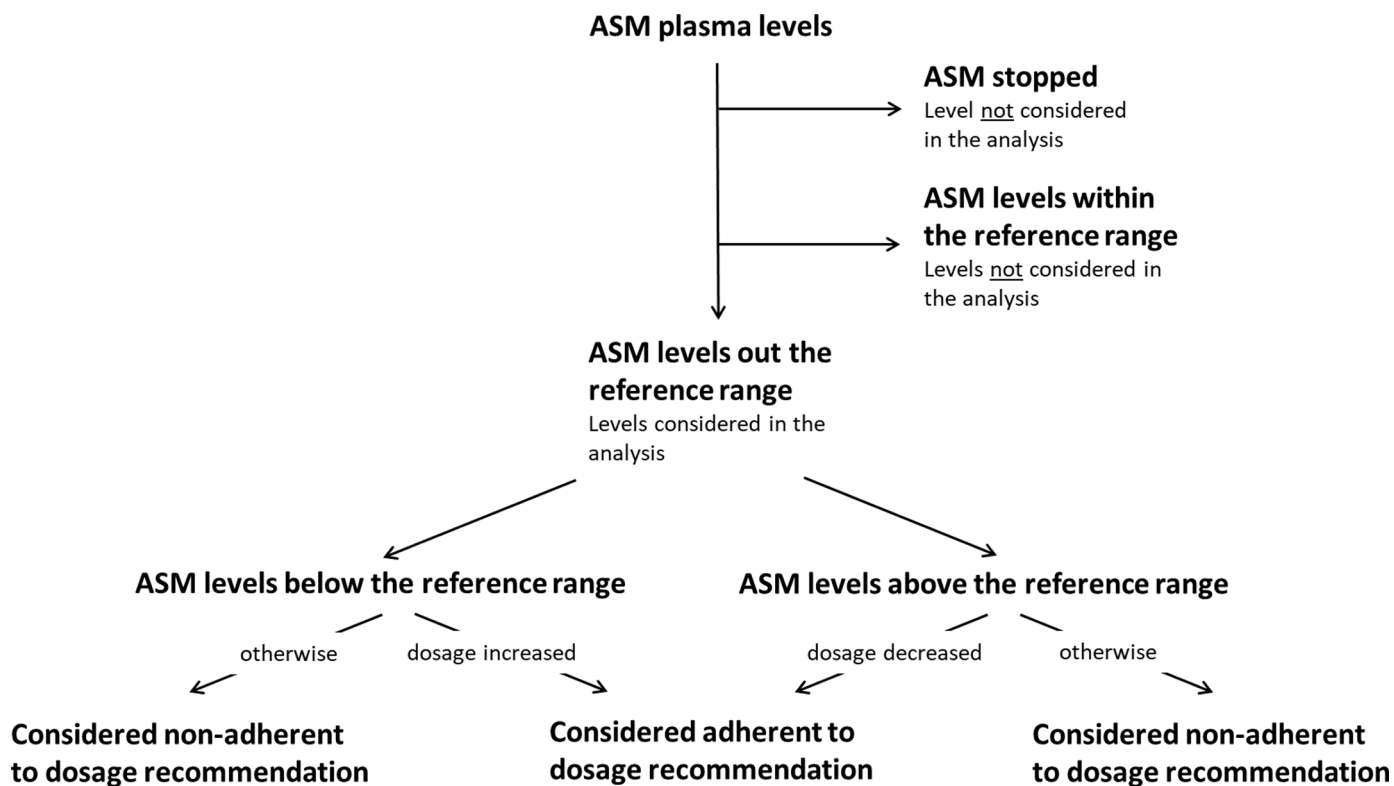 ASM plasma levels
ASM stopped
Level not considered
in the analysis
ASM levels within
the reference range
Levels not considered in
the analysis
ASM levels out the
reference range
Levels considered in the
analysis
ASM levels below the reference range
ASM levels above the reference range
otherwise
dosage increased
dosage decreased
otherwise
Considered non-adherent
to dosage recommendation
Considered adherent to
dosage recommendation
Considered non-adherent
to dosage recommendation